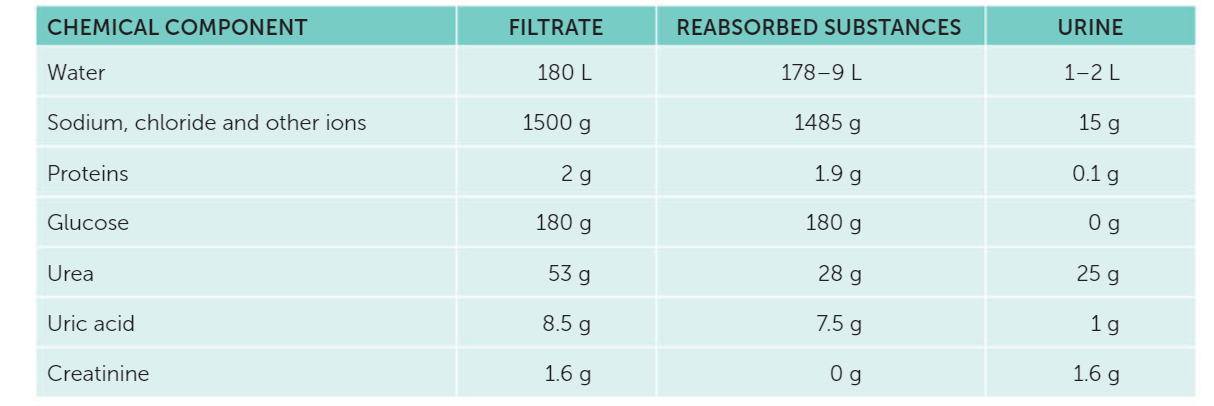 CHEMICAL COMPONENT FILTRATE REABSORBED SUBSTANCES URINE
Water 180 L 178–9 L 1–2 L
Sodium, chloride and other ions 1500 g 1485 g 15 g
Proteins 2 g 1.9 g 0.1 g
Glucose 180 g 180 g 0 g
Urea 53 g 28 g 25 g
Uric acid 8.5 g 7.5 g 1 g
Creatinine 1.6 g 0 g 1.6 g